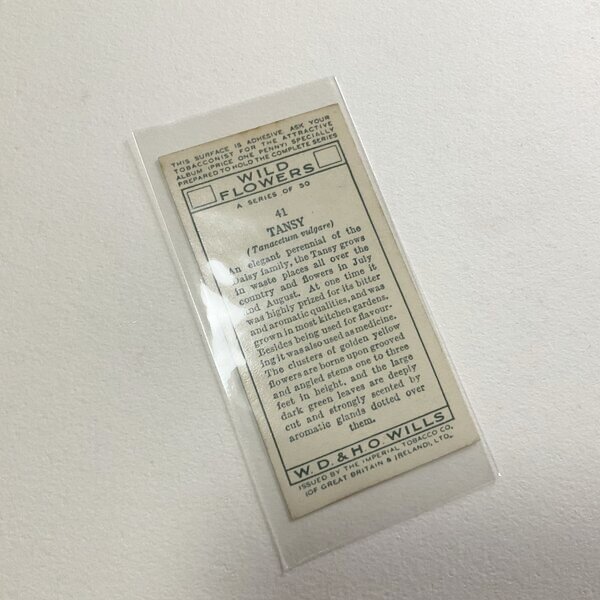 THIS SURFACE IS ADHESIVE. ASK YOUR
TOBACCONIST FOR THE ATTRACTIVE
ALBUM (PRICE ONE PENNY) SPECIALLY
PREPARED TO HOLD THE COMPLETE SERIES
WILD
FLOWERS
A SERIES OF 50
41
TANSY
(Tanacetum vulgare)
An elegant perennial of the
Daisy family, the Tansy grows
in waste places all over the
country and flowers in July
and August. At one time it
was highly prized for its bitter
and aromatic qualities, and was
grown in most kitchen gardens.
Besides being used for flavour-
ing it was also used as medicine.
The clusters of golden yellow
flowers are borne upon grooved
and angled stems one to three
feet in height, and the large
dark green leaves are deeply
cut and strongly scented by
aromatic glands dotted over
them.
W.D. & H.O. WILLS
ISSUED BY THE IMPERIAL TOBACCO CO.
(OF GREAT BRITAIN & IRELAND), LTD.